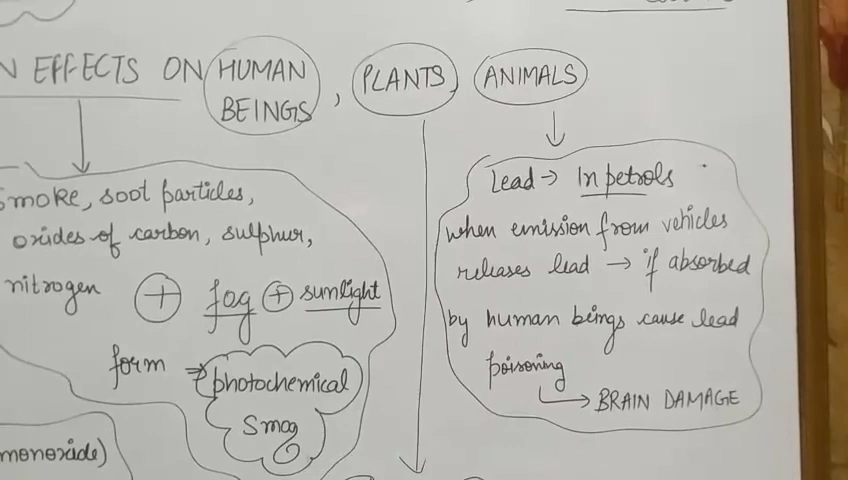 N EFFECTS ON HUMAN BEINGS, PLANTS, ANIMALS
Smoke, soot particles,
oxides of carbon, sulphur,
nitrogen + fog + sunlight
form → photochemical
Smog
monoxide)
Lead → In petrols
when emission from vehicles
releases lead → if absorbed
by human beings cause lead
poisoning
→ BRAIN DAMAGE